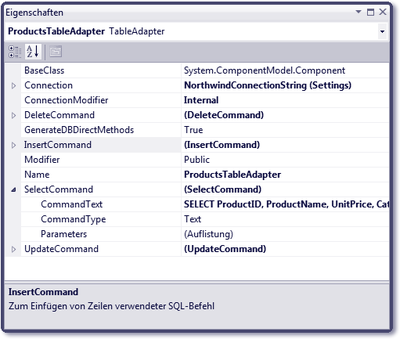 Eigenschaften
ProductsTableAdapter TableAdapter
BaseClass System.ComponentModel.Component
Connection NorthwindConnectionString (Settings)
ConnectionModifier Internal
DeleteCommand (DeleteCommand)
GenerateDBDirectMethods True
InsertCommand (InsertCommand)
Modifier Public
Name ProductsTableAdapter
SelectCommand (SelectCommand)
CommandText SELECT ProductID, ProductName, UnitPrice, Cat
CommandType Text
Parameters (Auflistung)
UpdateCommand (UpdateCommand)
InsertCommand
Zum Einfügen von Zeilen verwendeter SQL-Befehl